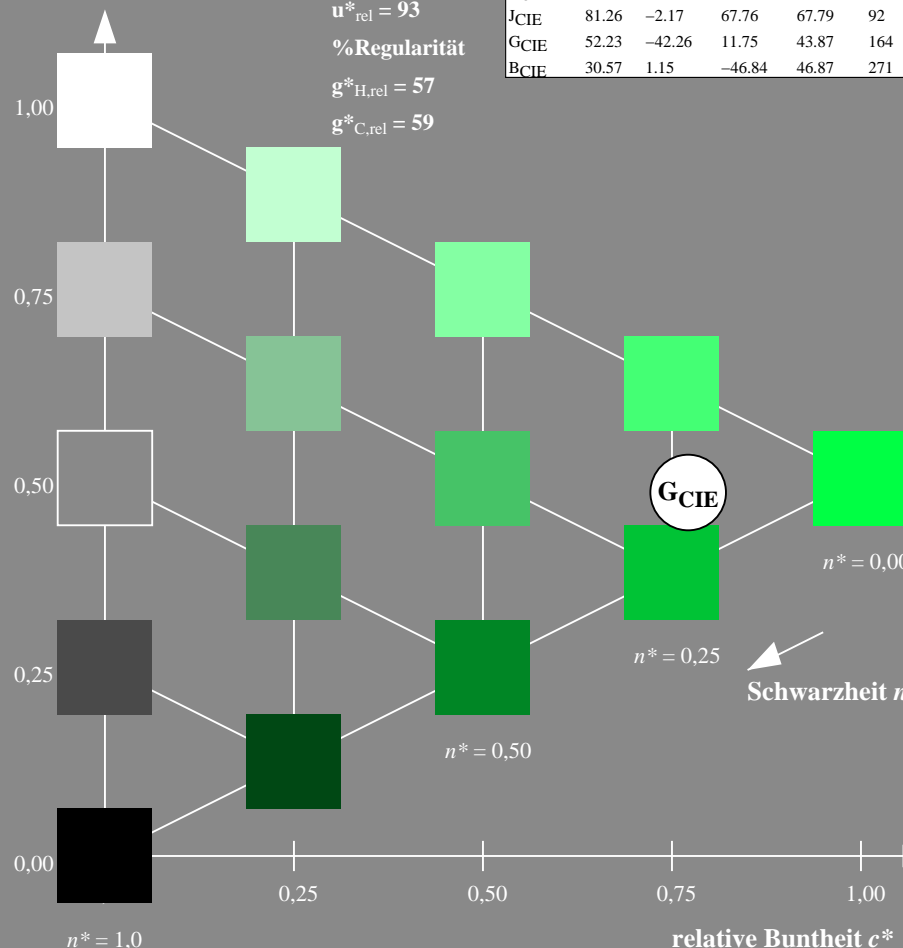 u*rel = 93
%Regularität
g*H,rel = 57
g*C,rel = 59
JCIE 81.26 −2.17 67.76 67.79 92
GCIE 52.23 −42.26 11.75 43.87 164
BCIE 30.57 1.15 −46.84 46.87 271
1,00
0,75
0,50
GCIE
n* = 0,00
n* = 0,25
0,25
Schwarzheit n
n* = 0,50
0,00
0,25 0,50 0,75 1,00
n* = 1,0
relative Buntheit c*